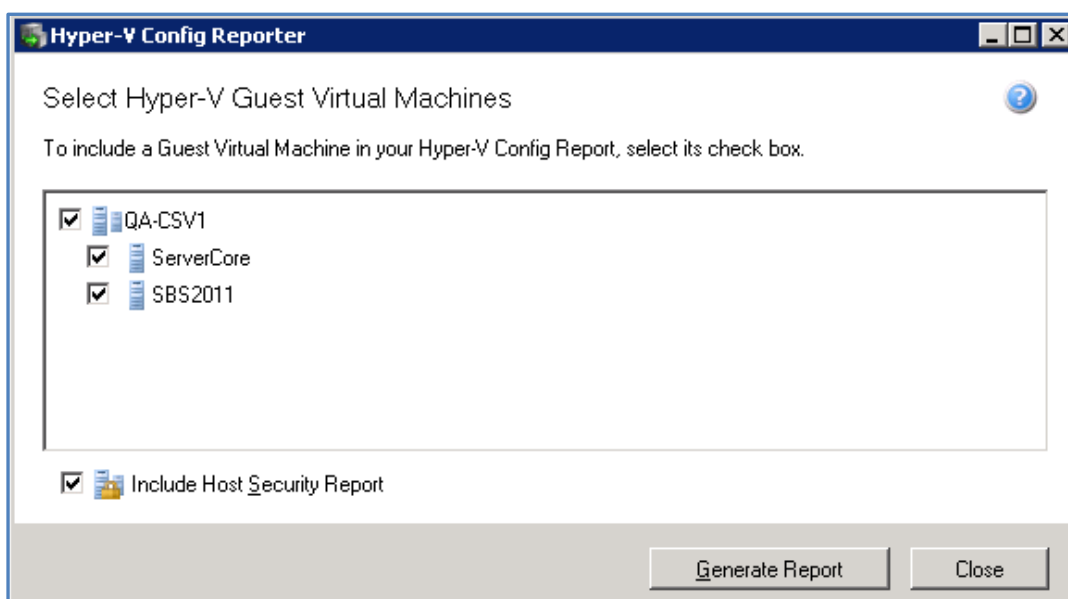 Hyper-V Config Reporter
Select Hyper-V Guest Virtual Machines
To include a Guest Virtual Machine in your Hyper-V Config Report, select its check box.
QA-CSV1
ServerCore
SBS2011
Include Host Security Report
Generate Report
Close